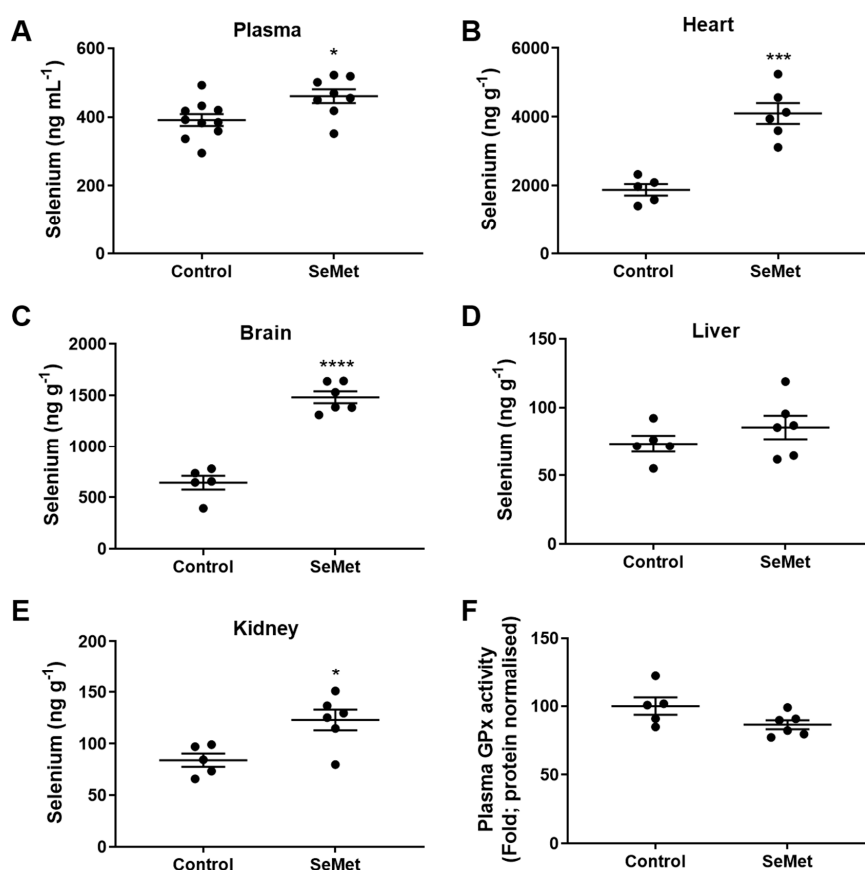 A
Plasma
*
600
400
200
0
Selenium (ng mL⁻¹)
Control
SeMet
B
Heart
***
6000
4000
2000
0
Selenium (ng g⁻¹)
Control
SeMet
C
Brain
****
2000
1500
1000
500
0
Selenium (ng g⁻¹)
Control
SeMet
D
Liver
150
100
50
0
Selenium (ng g⁻¹)
Control
SeMet
E
Kidney
*
200
150
100
50
0
Selenium (ng g⁻¹)
Control
SeMet
F
150
100
50
0
Plasma GPx activity
(Fold; protein normalised)
Control
SeMet